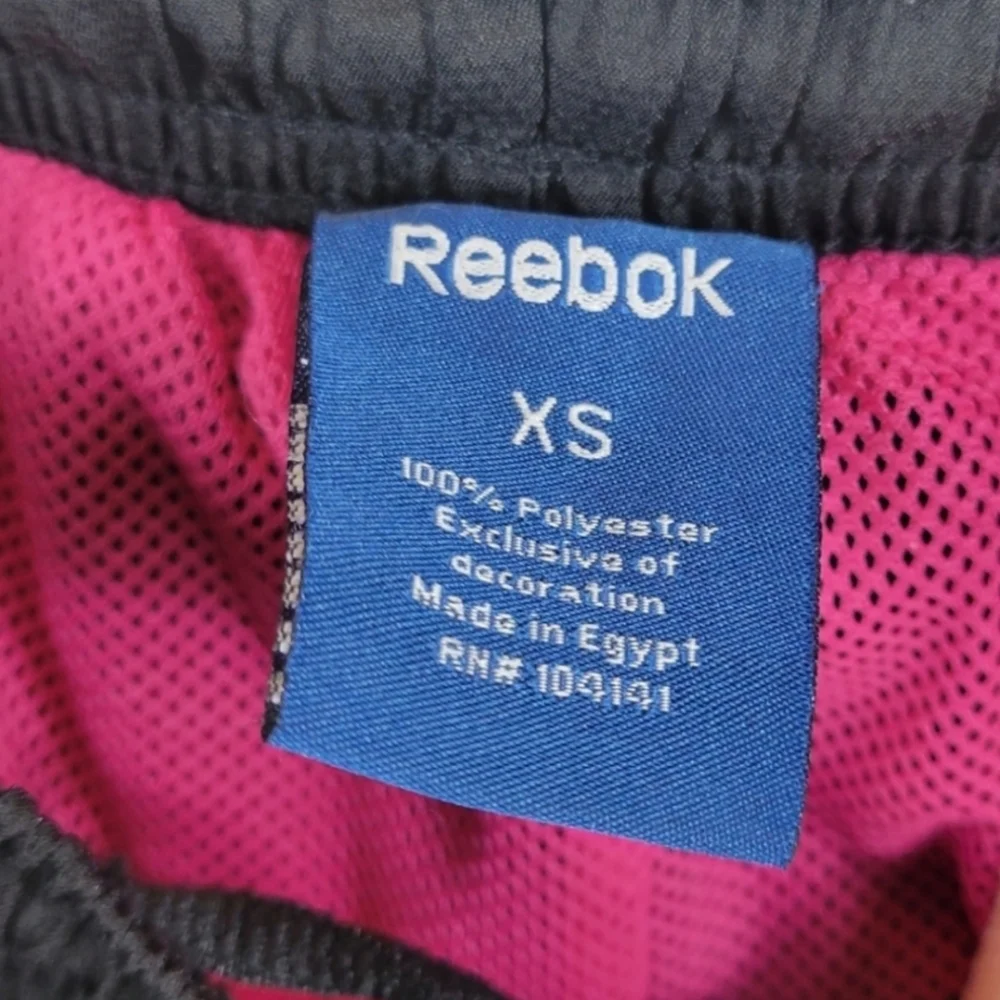 Reebok
XS
100% Polyester
Exclusive of
decoration
Made in Egypt
RN# 104141